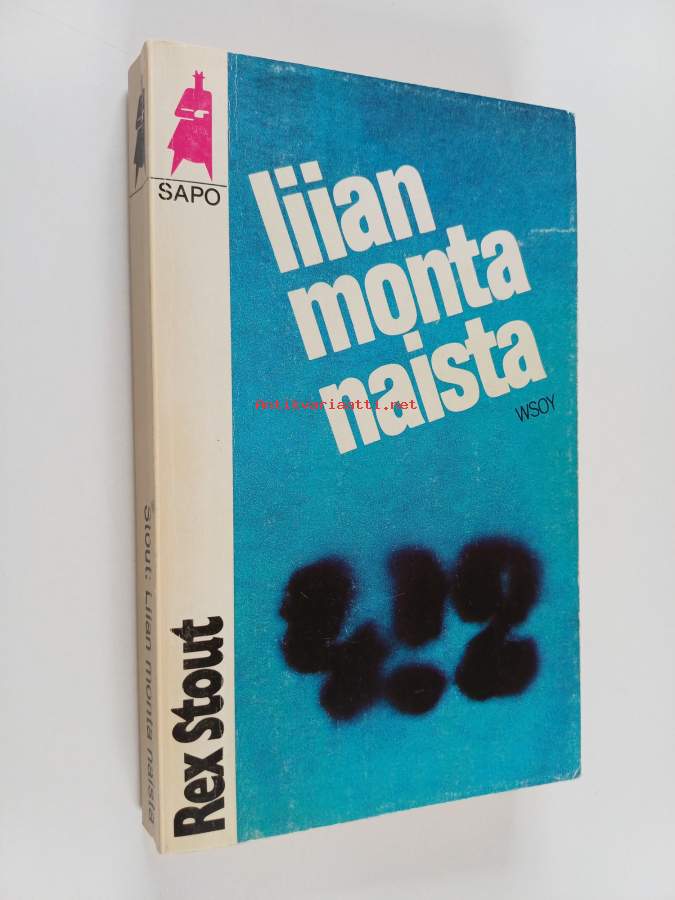 SAPO
liian
monta
naista
WSOY
antikvariaatti.net
Rex Stout
Stout: Liian monta naista